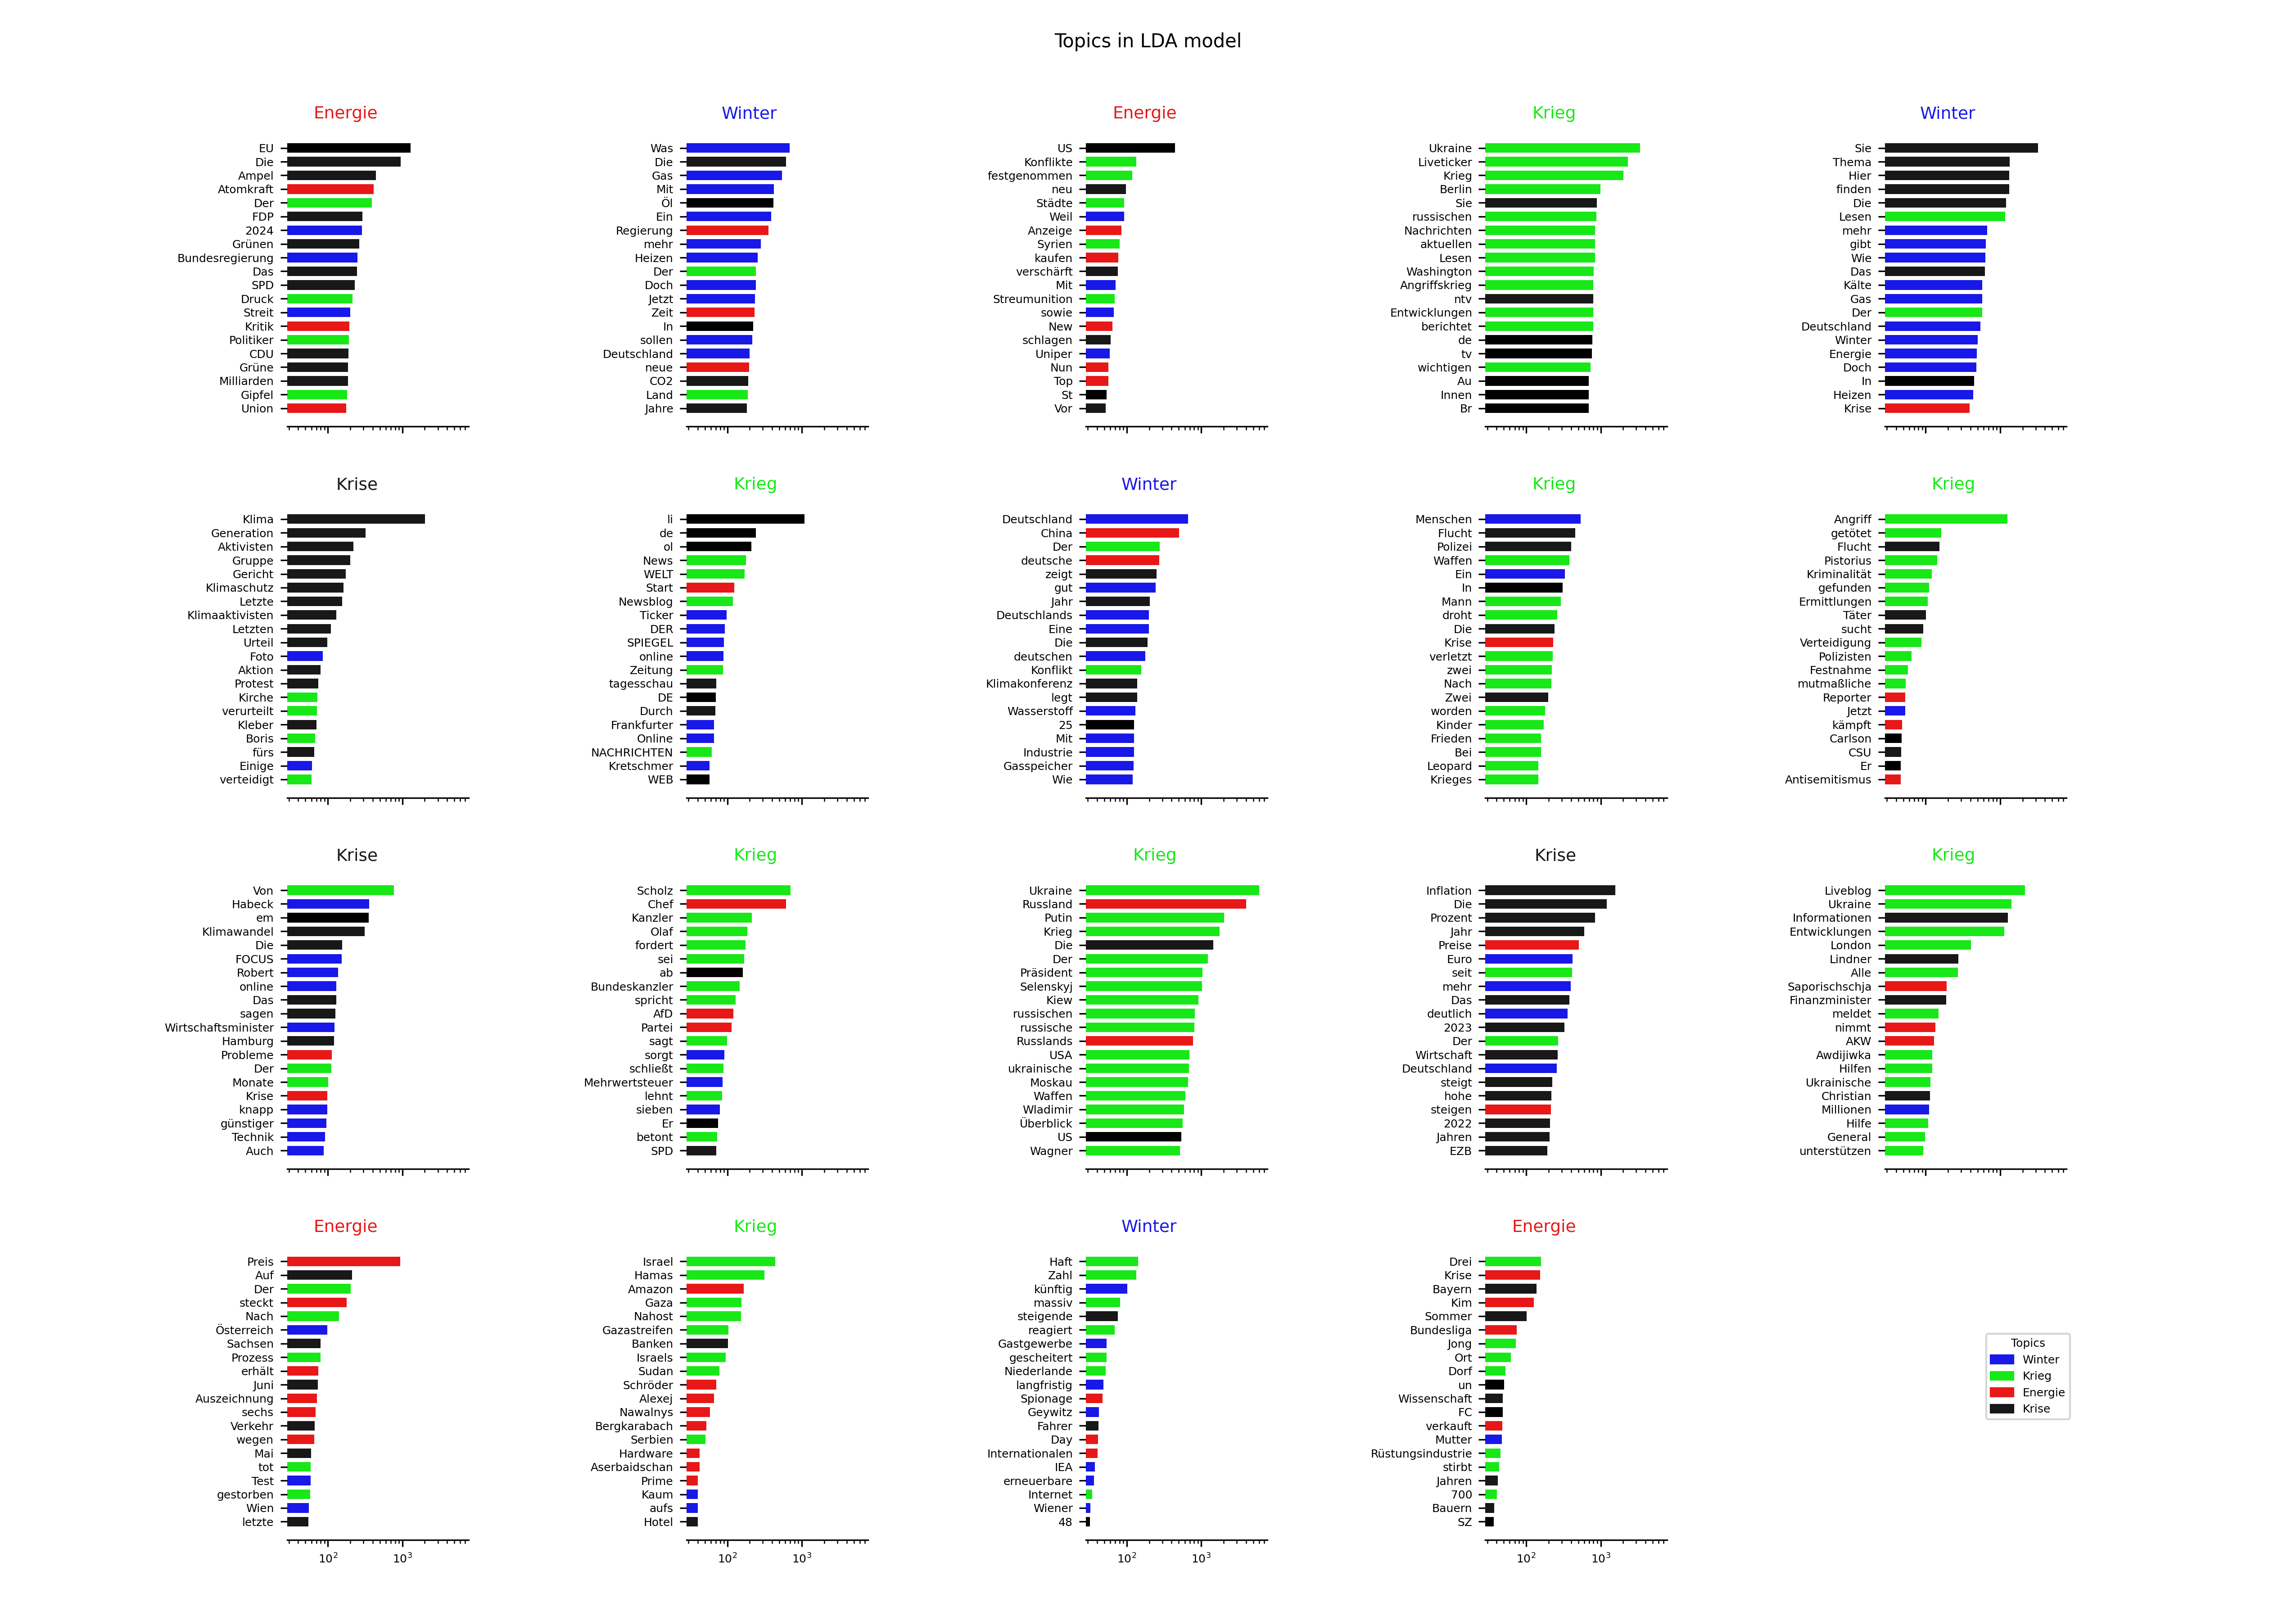 Topics in LDA model
Energie
EU
Die
Ampel
Atomkraft
Der
FDP
2024
Grünen
Bundesregierung
Das
SPD
Druck
Streit
Kritik
Politiker
CDU
Grüne
Milliarden
Gipfel
Union
Winter
Was
Die
Gas
Mit
Öl
Ein
Regierung
mehr
Heizen
Der
Doch
Jetzt
Zeit
In
sollen
Deutschland
neue
CO2
Land
Jahre
Energie
US
Konflikte
festgenommen
neu
Städte
Weil
Anzeige
Syrien
kaufen
verschärft
Mit
Streumunition
sowie
New
schlagen
Uniper
Nun
Top
St
Vor
Krieg
Ukraine
Liveticker
Krieg
Berlin
Sie
russischen
Nachrichten
aktuellen
Lesen
Washington
Angriffskrieg
ntv
Entwicklungen
berichtet
de
tv
wichtigen
Au
Innen
Br
Winter
Sie
Thema
Hier
finden
Die
Lesen
mehr
gibt
Wie
Das
Kälte
Gas
Der
Deutschland
Winter
Energie
Doch
In
Heizen
Krise
Krise
Klima
Generation
Aktivisten
Gruppe
Gericht
Klimaschutz
Letzte
Klimaaktivisten
Letzten
Urteil
Foto
Aktion
Protest
Kirche
verurteilt
Kleber
Boris
fürs
Einige
verteidigt
Krieg
li
de
ol
News
WELT
Start
Newsblog
Ticker
DER
SPIEGEL
online
Zeitung
tagesschau
DE
Durch
Frankfurter
Online
NACHRICHTEN
Kretschmer
WEB
Winter
Deutschland
China
Der
deutsche
zeigt
gut
Jahr
Deutschlands
Eine
Die
deutschen
Konflikt
Klimakonferenz
legt
Wasserstoff
25
Mit
Industrie
Gasspeicher
Wie
Krieg
Menschen
Flucht
Polizei
Waffen
Ein
In
Mann
droht
Die
Krise
verletzt
zwei
Nach
Zwei
worden
Kinder
Frieden
Bei
Leopard
Krieges
Krieg
Angriff
getötet
Flucht
Pistorius
Kriminalität
gefunden
Ermittlungen
Täter
sucht
Verteidigung
Polizisten
Festnahme
mutmaßliche
Reporter
Jetzt
kämpft
Carlson
CSU
Er
Antisemitismus
Krise
Von
Habeck
em
Klimawandel
Die
FOCUS
Robert
online
Das
sagen
Wirtschaftsminister
Hamburg
Probleme
Der
Monate
Krise
knapp
günstiger
Technik
Auch
Krieg
Scholz
Chef
Kanzler
Olaf
fordert
sei
ab
Bundeskanzler
spricht
AfD
Partei
sagt
sorgt
schließt
Mehrwertsteuer
lehnt
sieben
Er
betont
SPD
Krieg
Ukraine
Russland
Putin
Krieg
Die
Der
Präsident
Selenskyj
Kiew
russischen
russische
Russlands
USA
ukrainische
Moskau
Waffen
Wladimir
Überblick
US
Wagner
Krise
Inflation
Die
Prozent
Jahr
Preise
Euro
seit
mehr
Das
deutlich
2023
Der
Wirtschaft
Deutschland
steigt
hohe
steigen
2022
Jahren
EZB
Krieg
Liveblog
Ukraine
Informationen
Entwicklungen
London
Lindner
Alle
Saporischschja
Finanzminister
meldet
nimmt
AKW
Awdijiwka
Hilfen
Ukrainische
Christian
Millionen
Hilfe
General
unterstützen
Energie
Preis
Auf
Der
steckt
Nach
Österreich
Sachsen
Prozess
erhält
Juni
Auszeichnung
sechs
Verkehr
wegen
Mai
tot
Test
gestorben
Wien
letzte
10² 10³
Krieg
Israel
Hamas
Amazon
Gaza
Nahost
Gazastreifen
Banken
Israels
Sudan
Schröder
Alexej
Nawalnys
Bergkarabach
Serbien
Hardware
Aserbaidschan
Prime
Kaum
aufs
Hotel
10² 10³
Winter
Haft
Zahl
künftig
massiv
steigende
reagiert
Gastgewerbe
gescheitert
Niederlande
langfristig
Spionage
Geywitz
Fahrer
Day
Internationalen
IEA
erneuerbare
Internet
Wiener
48
10² 10³
Energie
Drei
Krise
Bayern
Kim
Sommer
Bundesliga
Jong
Ort
Dorf
un
Wissenschaft
FC
verkauft
Mutter
Rüstungsindustrie
stirbt
Jahren
700
Bauern
SZ
10² 10³
Topics
Winter
Krieg
Energie
Krise